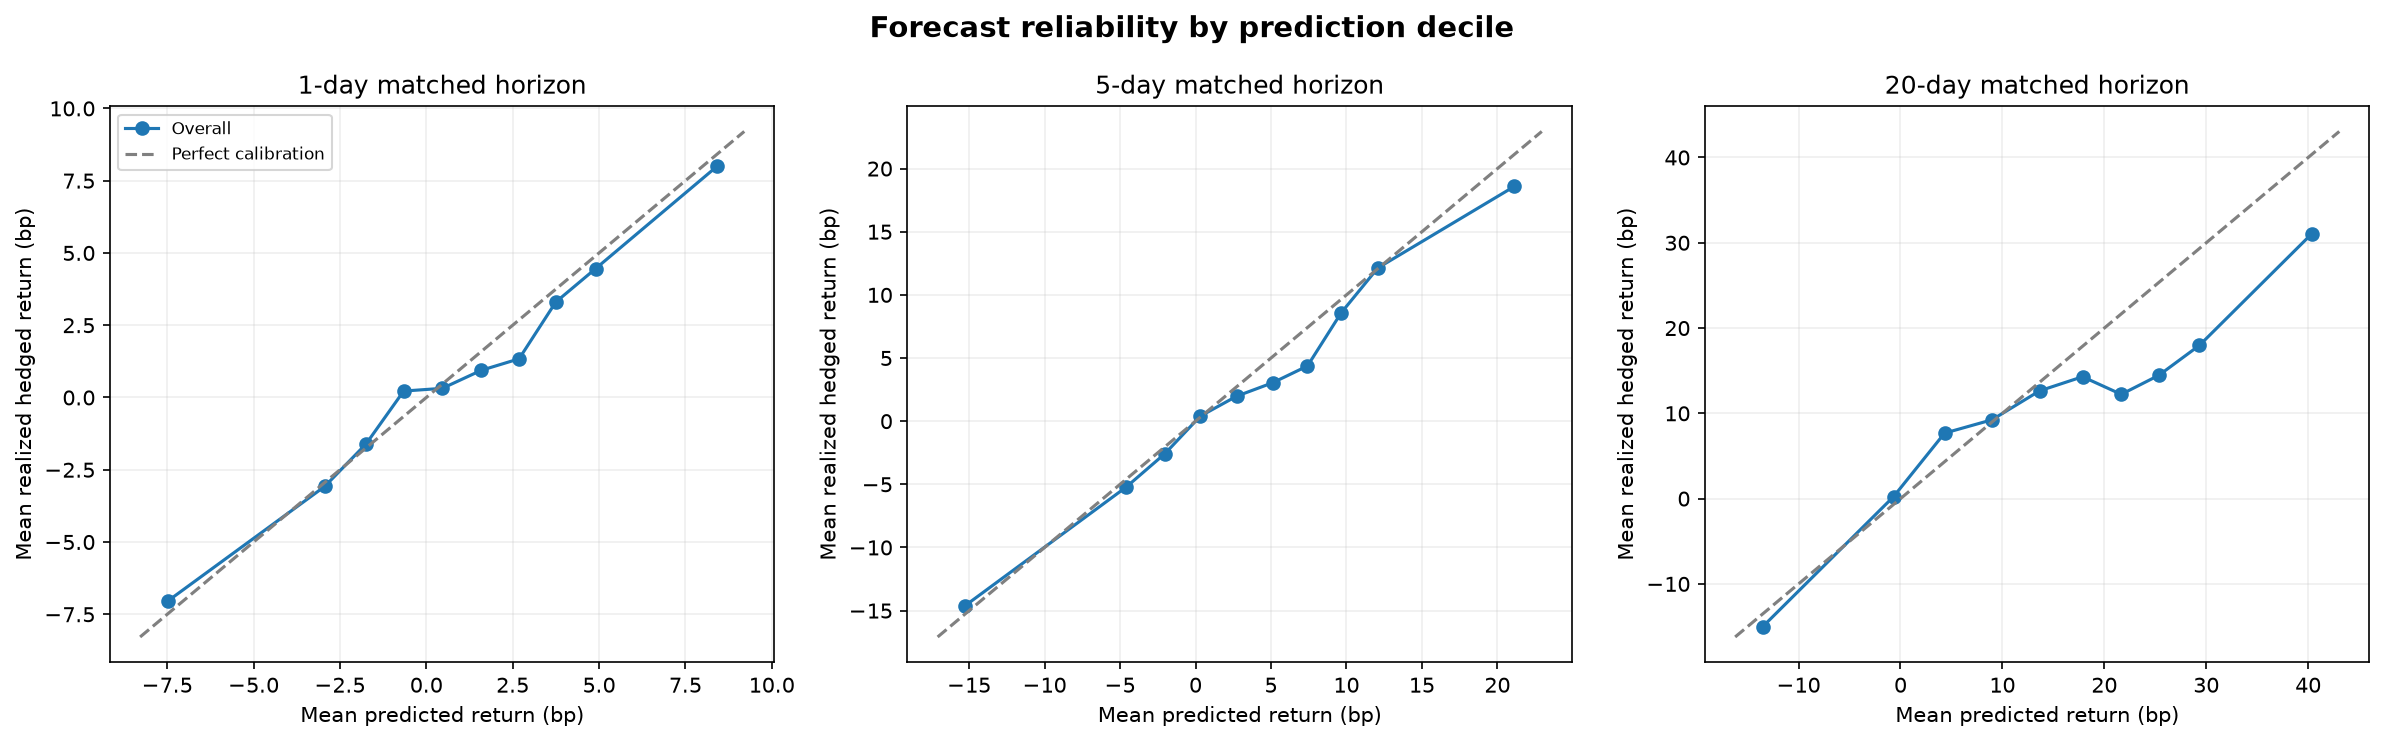 Forecast reliability by prediction decile
1-day matched horizon
Overall
Perfect calibration
10.0
7.5
5.0
2.5
0.0
−2.5
−5.0
−7.5
Mean realized hedged return (bp)
−7.5 −5.0 −2.5 0.0 2.5 5.0 7.5 10.0
Mean predicted return (bp)
5-day matched horizon
20
15
10
5
0
−5
−10
−15
Mean realized hedged return (bp)
−15 −10 −5 0 5 10 15 20
Mean predicted return (bp)
20-day matched horizon
40
30
20
10
0
−10
Mean realized hedged return (bp)
−10 0 10 20 30 40
Mean predicted return (bp)